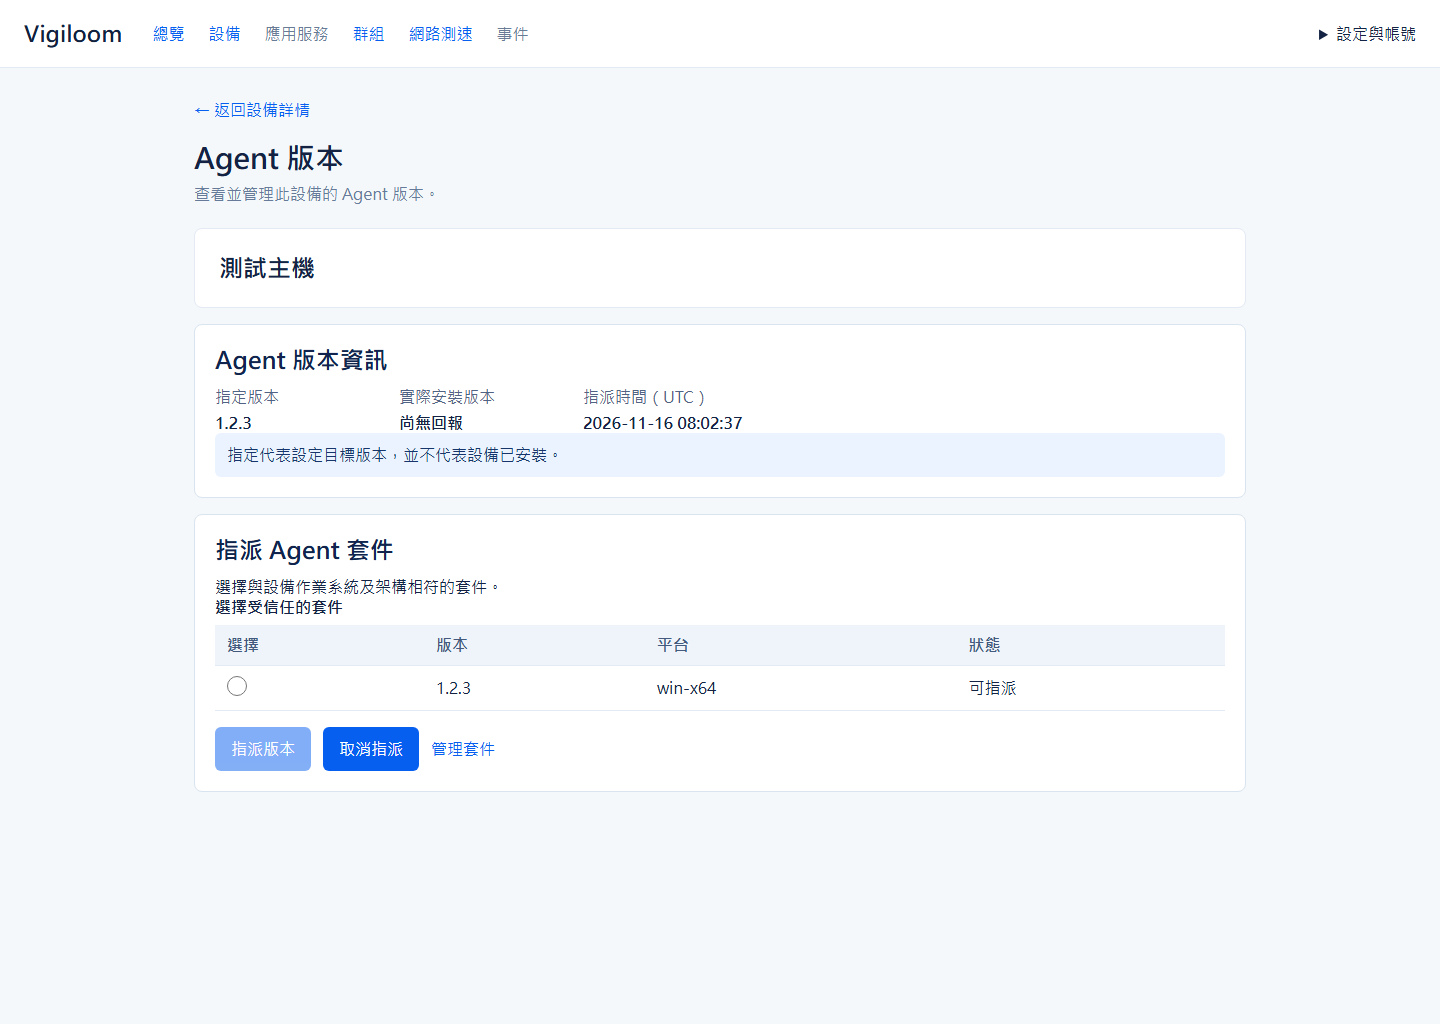 Vigiloom 總覽 設備 應用服務 群組 網路測速 事件 ▶ 設定與帳號
← 返回設備詳情
Agent 版本
查看並管理此設備的 Agent 版本。
測試主機
Agent 版本資訊
指定版本 實際安裝版本 指派時間（UTC）
1.2.3 尚無回報 2026-11-16 08:02:37
指定代表設定目標版本，並不代表設備已安裝。
指派 Agent 套件
選擇與設備作業系統及架構相符的套件。
選擇受信任的套件
選擇 版本 平台 狀態
1.2.3 win-x64 可指派
指派版本 取消指派 管理套件